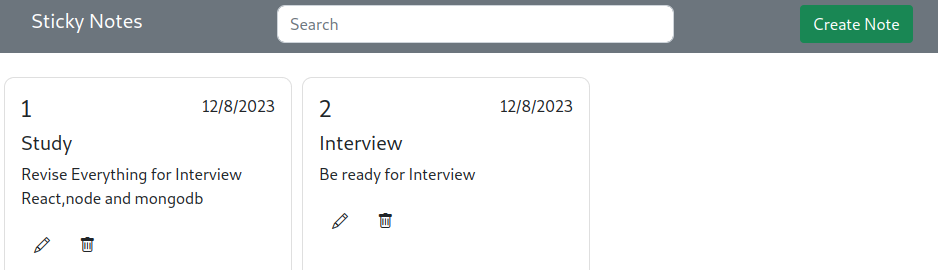 Sticky Notes
Search
Create Note
1
12/8/2023
Study
Revise Everything for Interview
React,node and mongodb
2
12/8/2023
Interview
Be ready for Interview